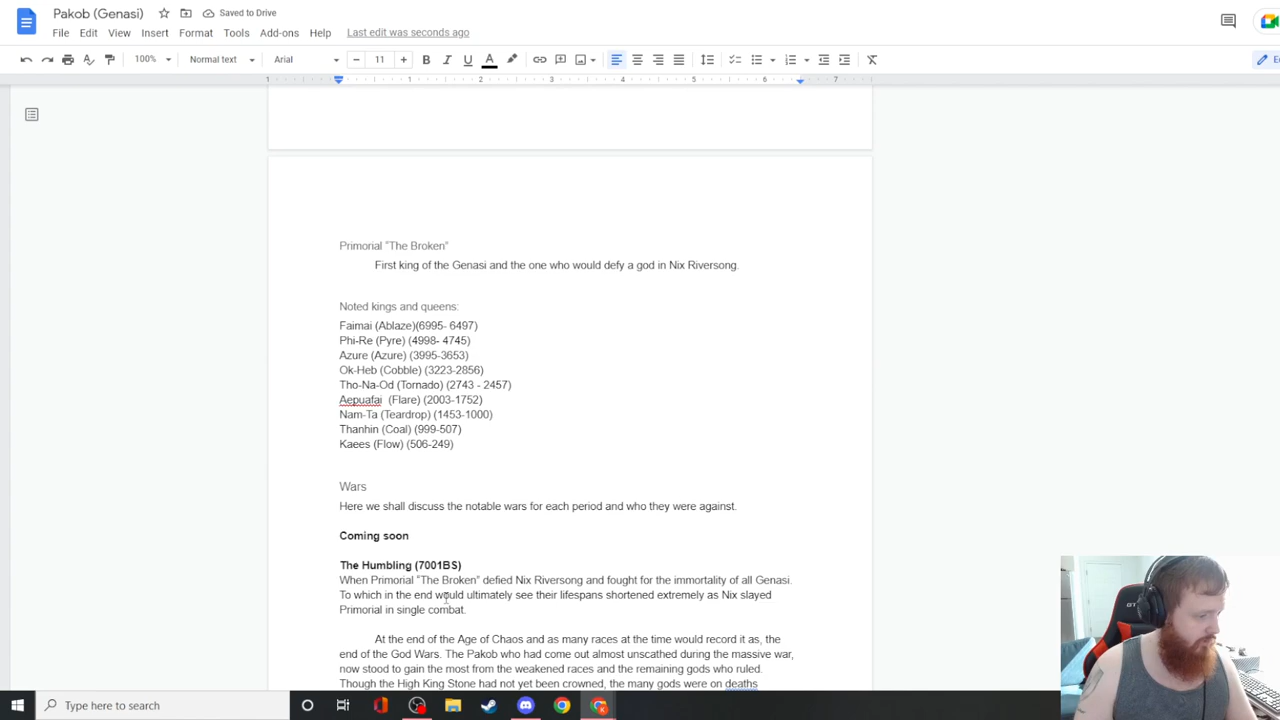 Pakob (Genasi)
Saved to Drive
File Edit View Insert Format Tools Add-ons Help Last edit was seconds ago
100% Normal text Arial 11 B I U A
1 1 2 3 4 5 6 7
Primorial "The Broken"
First king of the Genasi and the one who would defy a god in Nix Riversong.
Noted kings and queens:
Faimai (Ablaze)(6995- 6497)
Phi-Re (Pyre) (4998- 4745)
Azure (Azure) (3995-3653)
Ok-Heb (Cobble) (3223-2856)
Tho-Na-Od (Tornado) (2743 - 2457)
Aepuafai (Flare) (2003-1752)
Nam-Ta (Teardrop) (1453-1000)
Thanhin (Coal) (999-507)
Kaees (Flow) (506-249)
Wars
Here we shall discuss the notable wars for each period and who they were against.
Coming soon
The Humbling (7001BS)
When Primorial "The Broken" defied Nix Riversong and fought for the immortality of all Genasi.
To which in the end would ultimately see their lifespans shortened extremely as Nix slayed
Primorial in single combat.
At the end of the Age of Chaos and as many races at the time would record it as, the
end of the God Wars. The Pakob who had come out almost unscathed during the massive war,
now stood to gain the most from the weakened races and the remaining gods who ruled.
Though the High King Stone had not yet been crowned, the many gods were on deaths
Type here to search